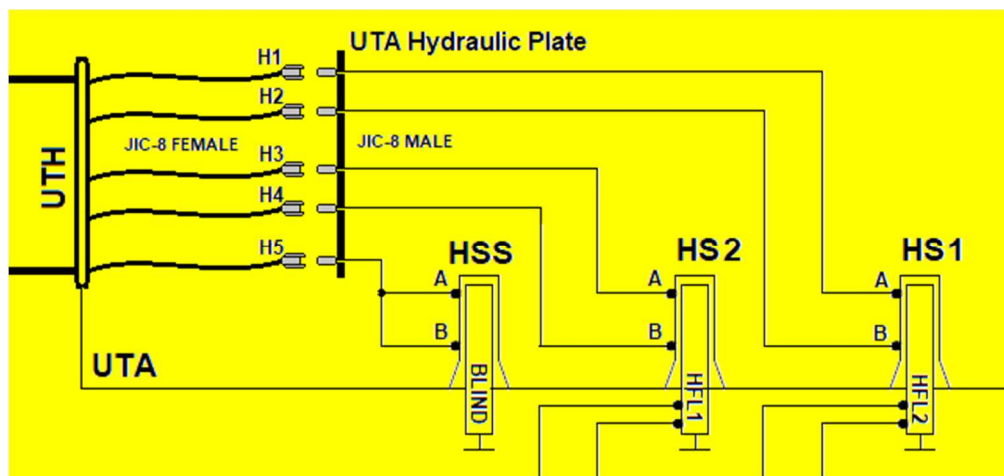 UTA Hydraulic Plate
H1
H2
JIC-8 FEMALE
JIC-8 MALE
UTH
H3
H4
H5
HSS
HS2
HS1
A
A
A
B
B
B
UTA
BLIND
HFL1
HFL2